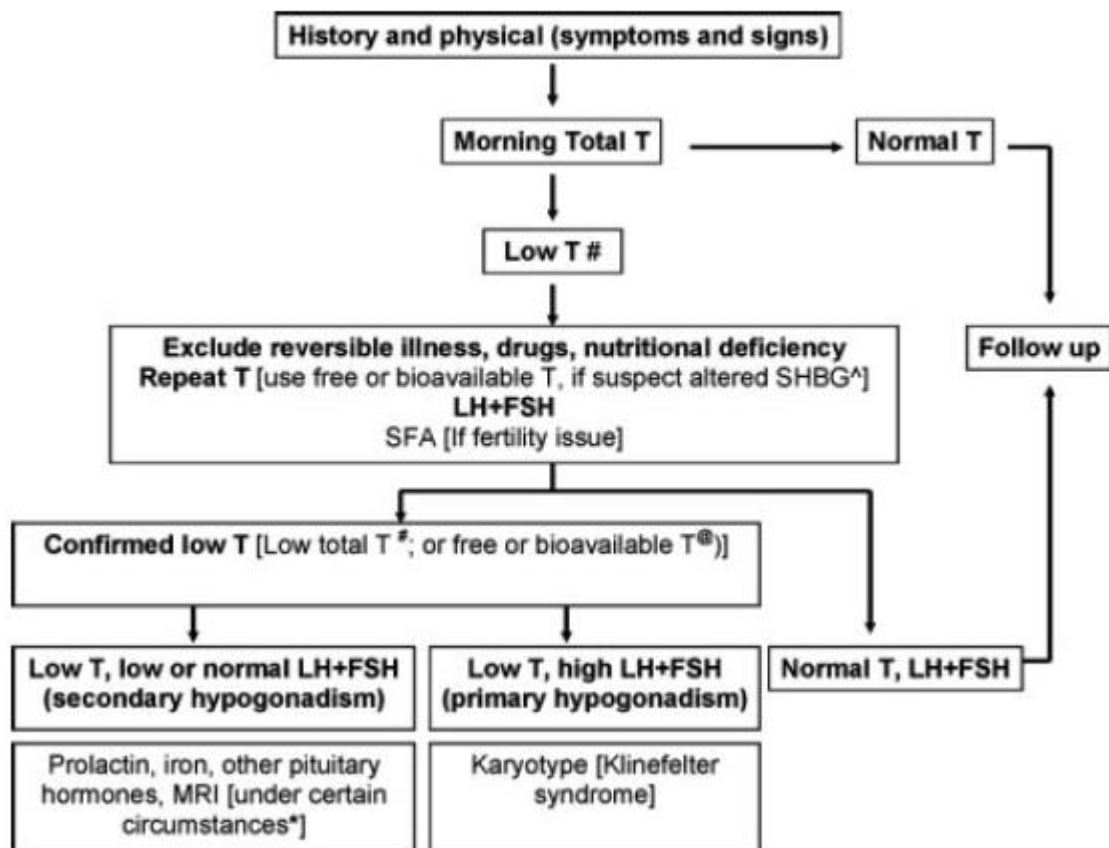 History and physical (symptoms and signs)
Morning Total T
Normal T
Low T #
Exclude reversible illness, drugs, nutritional deficiency
Repeat T [use free or bioavailable T, if suspect altered SHBG^]
LH+FSH
SFA [If fertility issue]
Follow up
Confirmed low T [Low total T #; or free or bioavailable T@)]
Low T, low or normal LH+FSH
(secondary hypogonadism)
Low T, high LH+FSH
(primary hypogonadism)
Normal T, LH+FSH
Prolactin, iron, other pituitary
hormones, MRI [under certain
circumstances*]
Karyotype [Klinefelter
syndrome]